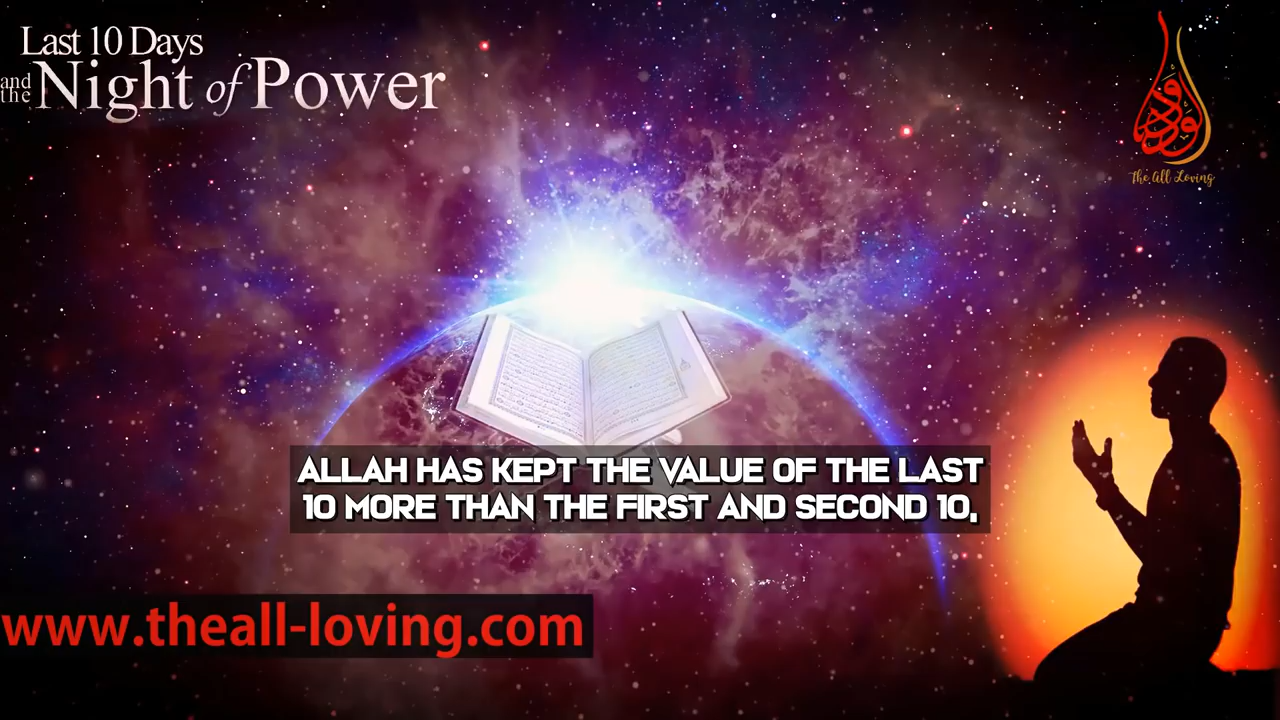 Last 10 Days
and the Night of Power
The All Loving
ALLAH HAS KEPT THE VALUE OF THE LAST
10 MORE THAN THE FIRST AND SECOND 10,
www.theall-loving.com